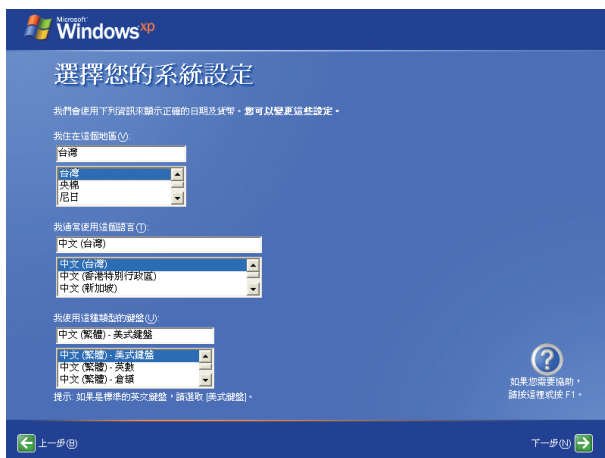 Microsoft
Windows xp
選擇您的系統設定
我們會使用下列資訊來顯示正確的日期及貨幣。您可以變更這些設定。
我住在這個地區(V):
台灣
台灣
央棉
尼日
我通常使用這個語言(T):
中文 (台灣)
中文 (台灣)
中文 (香港特別行政區)
中文 (新加坡)
我使用這種類型的鍵盤(U):
中文 (繁體) - 美式鍵盤
中文 (繁體) - 美式鍵盤
中文 (繁體) - 英數
中文 (繁體) - 倉頡
提示: 如果是標準的英文鍵盤，請選取 [美式鍵盤]。
如果您需要協助，
請按這裡或按 F1。
上一步(B)
下一步(N)